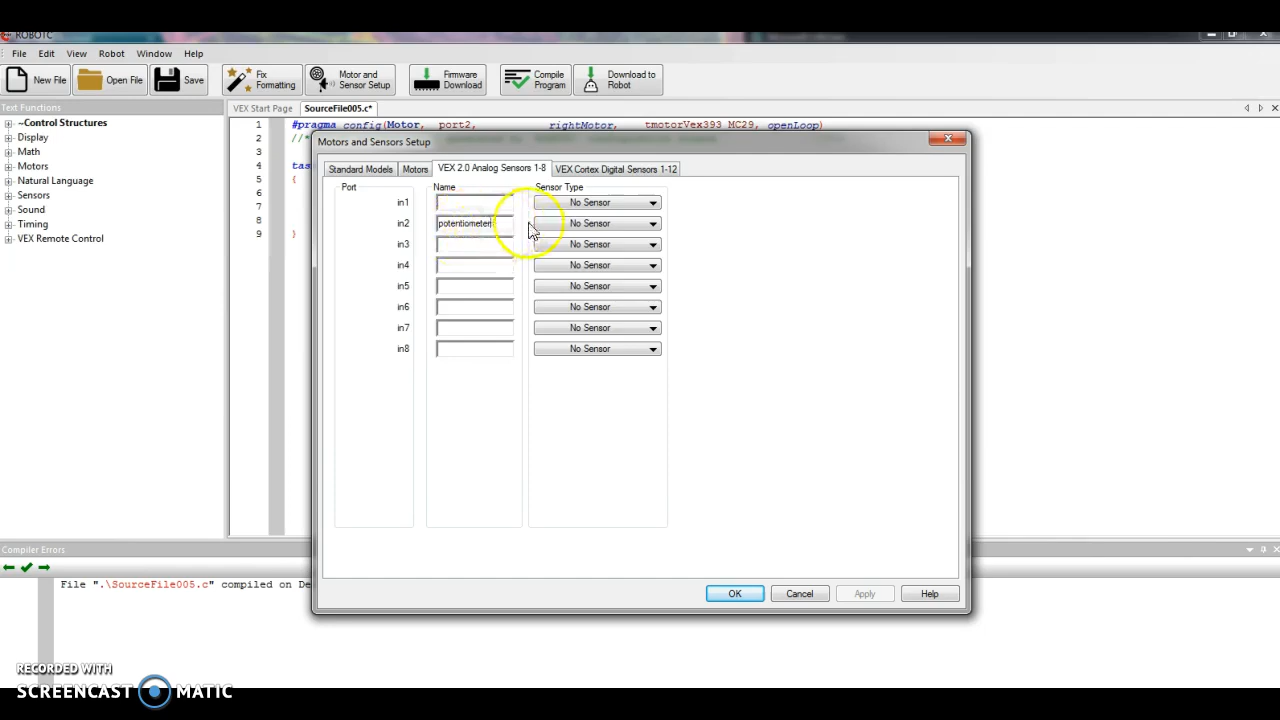 ROBOTC
File Edit View Robot Window Help
New File Open File Save Fix Formatting Motor and Sensor Setup Firmware Download Compile Program Download to Robot
Text Functions
VEX Start Page SourceFile005.c*
~Control Structures
Display
Math
Motors
Natural Language
Sensors
Sound
Timing
VEX Remote Control
1 #pragma config(Motor, port2, rightMotor, tmotorVex393_MC29, openLoop)
2 //*
3
4 tas
5 {
6
7
8
9 }
Motors and Sensors Setup
Standard Models Motors VEX 2.0 Analog Sensors 1-8 VEX Cortex Digital Sensors 1-12
Port Name Sensor Type
in1 No Sensor
in2 potentiometer No Sensor
in3 No Sensor
in4 No Sensor
in5 No Sensor
in6 No Sensor
in7 No Sensor
in8 No Sensor
OK Cancel Apply Help
Compiler Errors
File ".\SourceFile005.c" compiled on De
RECORDED WITH
SCREENCAST MATIC